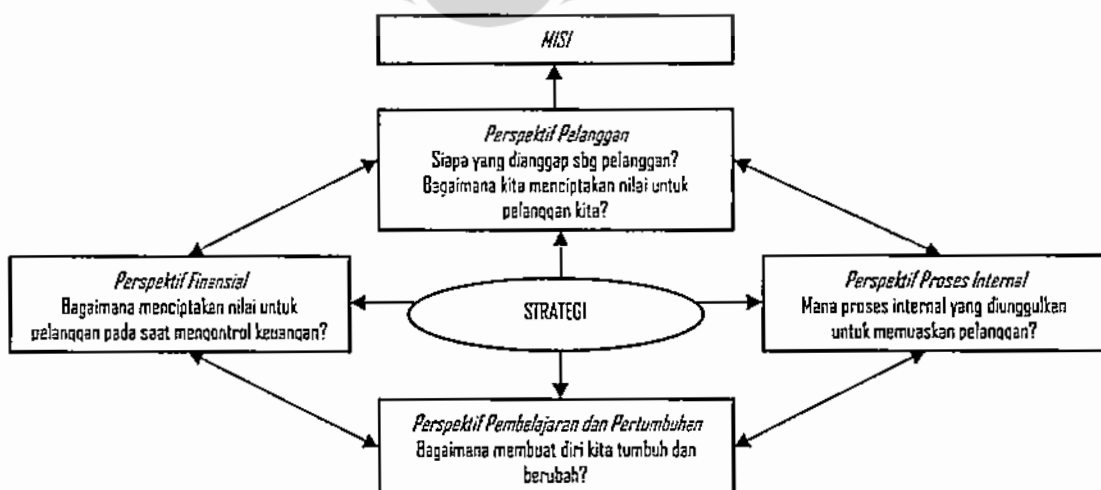 MISI
Perspektif Pelanggan
Siapa yang dianggap sbg pelanggan?
Bagaimana kita menciptakan nilai untuk
pelanggan kita?
Perspektif Finansial
Bagaimana menciptakan nilai untuk
pelanggan pada saat mengontrol keuangan?
STRATEGI
Perspektif Proses Internal
Mana proses internal yang diunggulkan
untuk memuaskan pelanggan?
Perspektif Pembelajaran dan Pertumbuhan
Bagaimana membuat diri kita tumbuh dan
berubah?